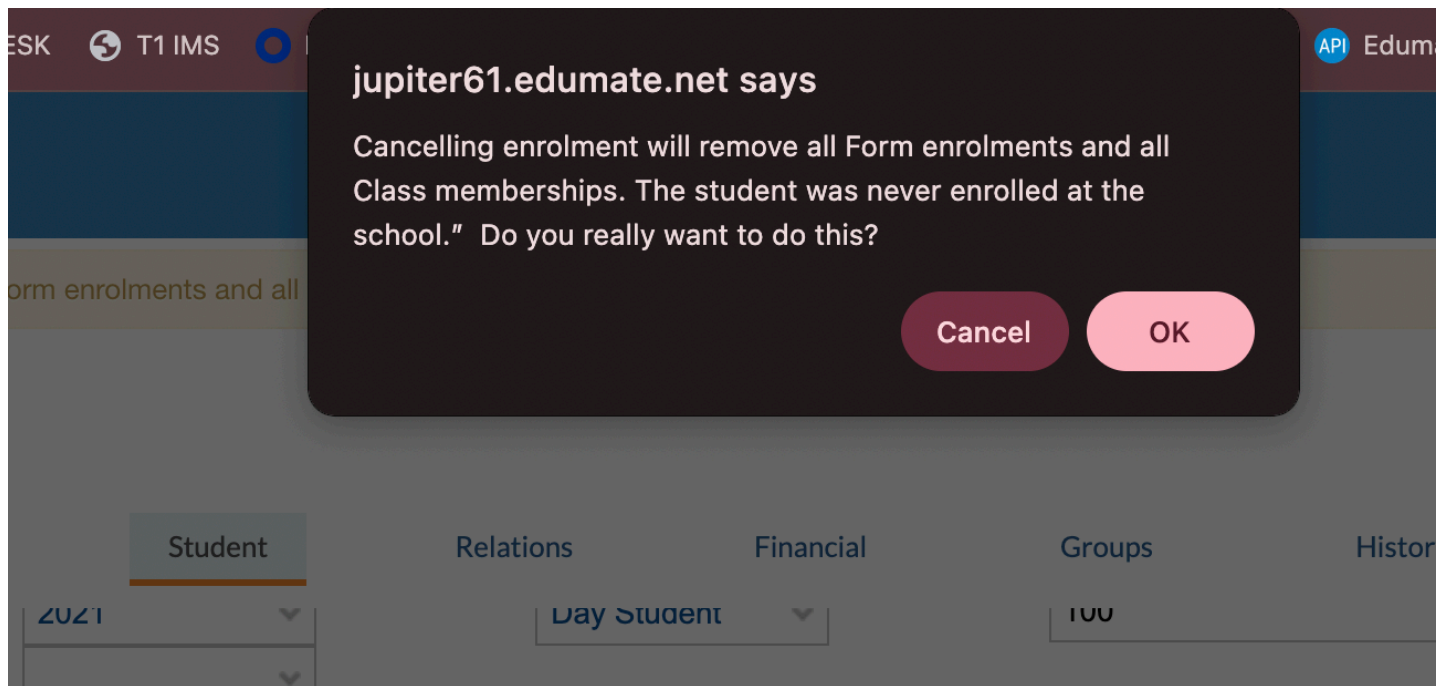 ESK T1 IMS API Eduma
jupiter61.edumate.net says
Cancelling enrolment will remove all Form enrolments and all
Class memberships. The student was never enrolled at the
school.”  Do you really want to do this?
orm enrolments and all
Cancel OK
Student Relations Financial Groups Histor
2021 Day Student 100